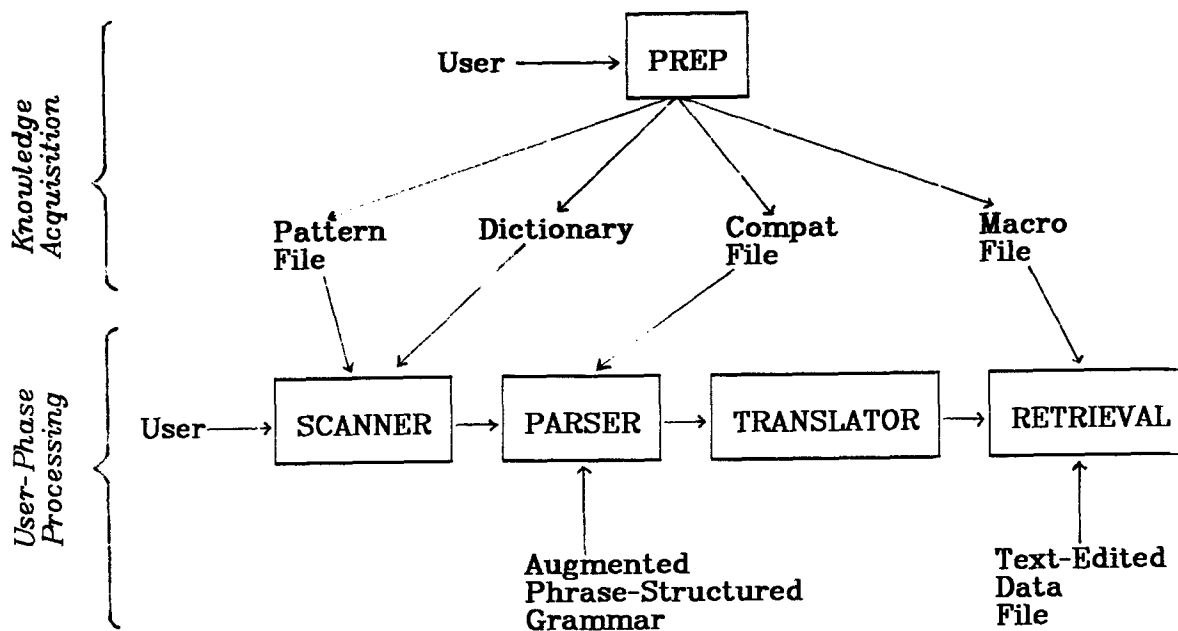 Knowledge
Acquisition
User
PREP
Pattern
File
Dictionary
Compat
File
Macro
File
User-Phase
Processing
User
SCANNER
PARSER
TRANSLATOR
RETRIEVAL
Augmented
Phrase-Structured
Grammar
Text-Edited
Data
File